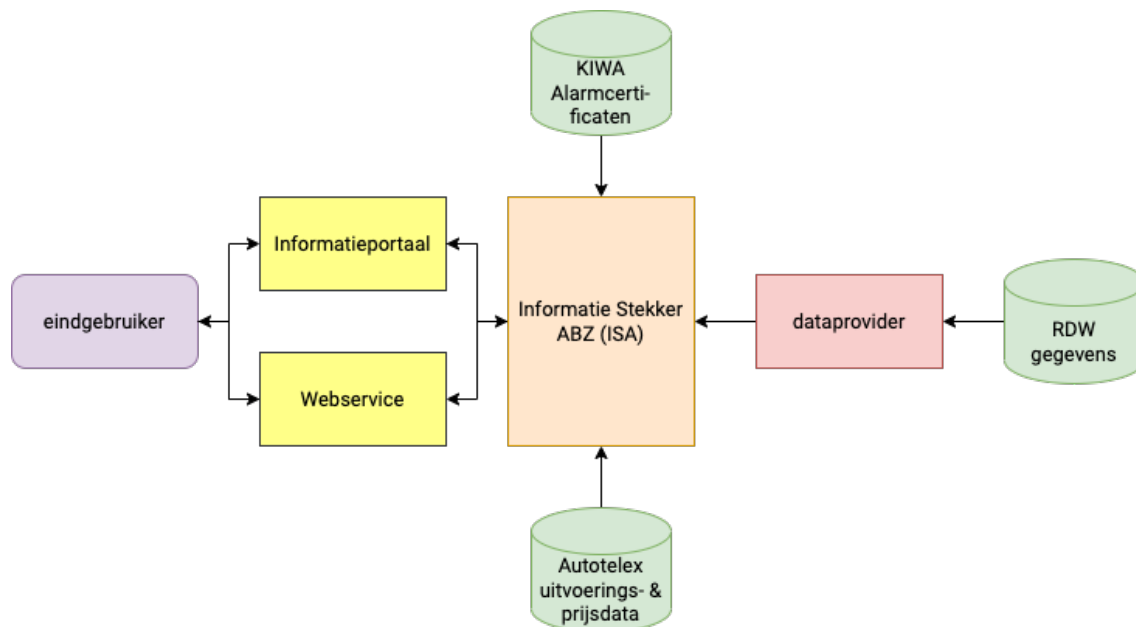 KIWA
Alarmcerti-
ficaten
Informatieportaal
eindgebruiker
Webservice
Informatie Stekker
ABZ (ISA)
dataprovider
RDW
gegevens
Autotelex
uitvoerings- &
prijsdata